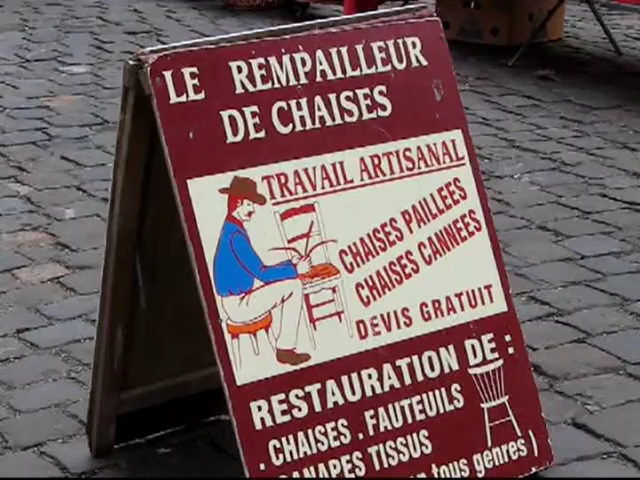 LE REMPAILLEUR
DE CHAISES
TRAVAIL ARTISANAL
CHAISES PAILLEES
CHAISES CANNEES
DEVIS GRATUIT
RESTAURATION DE :
. CHAISES . FAUTEUILS
CANAPES TISSUS
tous genres )